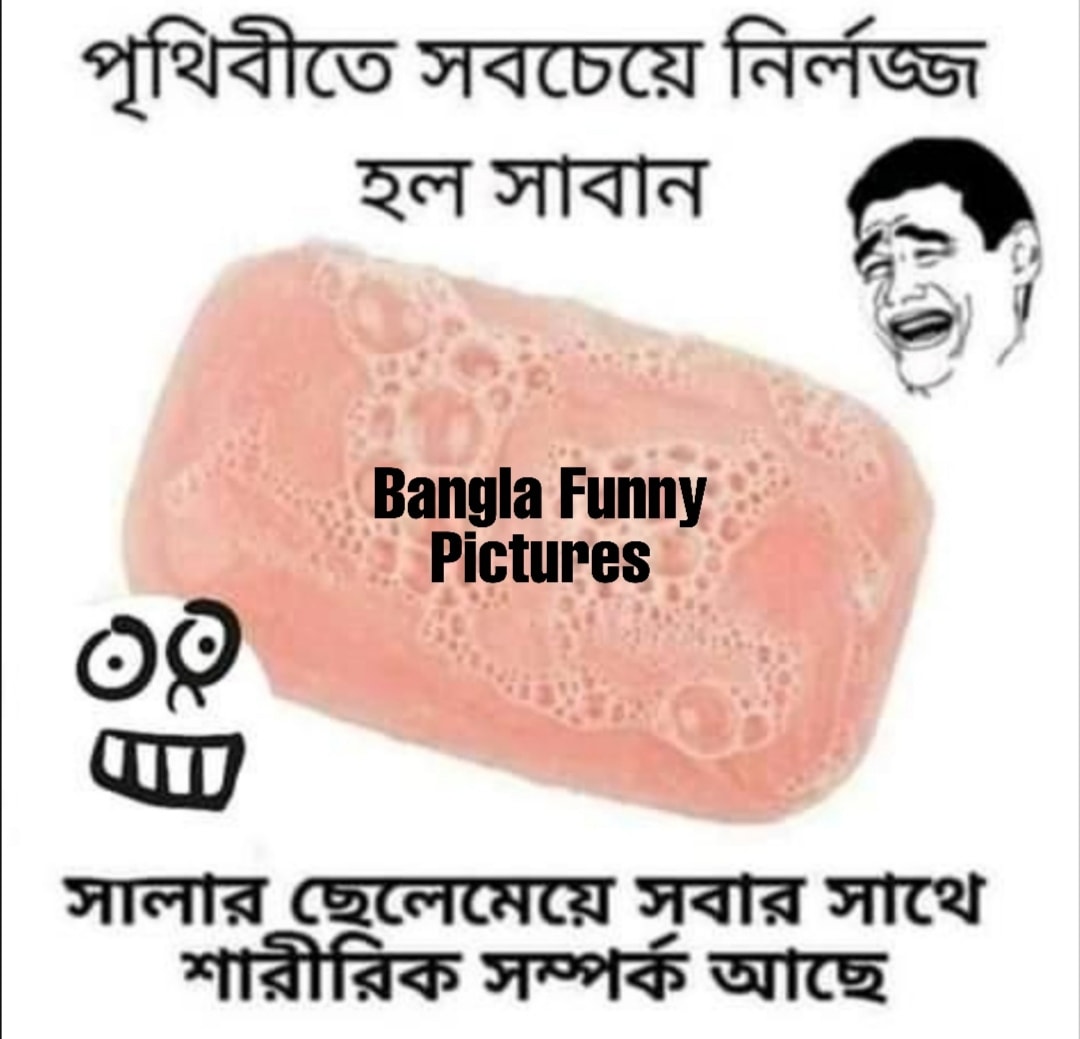 পৃথিবীতে সবচেয়ে নির্লজ্জ
হল সাবান
Bangla Funny
Pictures
সালার ছেলেমেয়ে সবার সাথে
শারীরিক সম্পর্ক আছে